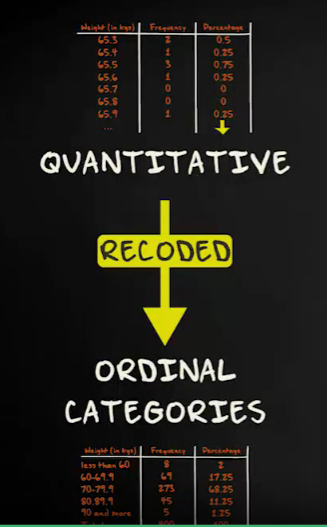 Weight (in kgs) Frequency Percentage
65.3 2 0.5
65.4 1 0.25
65.5 3 0.75
65.6 1 0.25
65.7 0 0
65.8 0 0
65.9 1 0.25
...
QUANTITATIVE
RECODED
ORDINAL
CATEGORIES
Weight (in kgs) Frequency Percentage
less than 60 8 2
60-69.9 69 17.25
70-79.9 273 68.25
80.89.9 45 11.25
90 and more 5 1.25